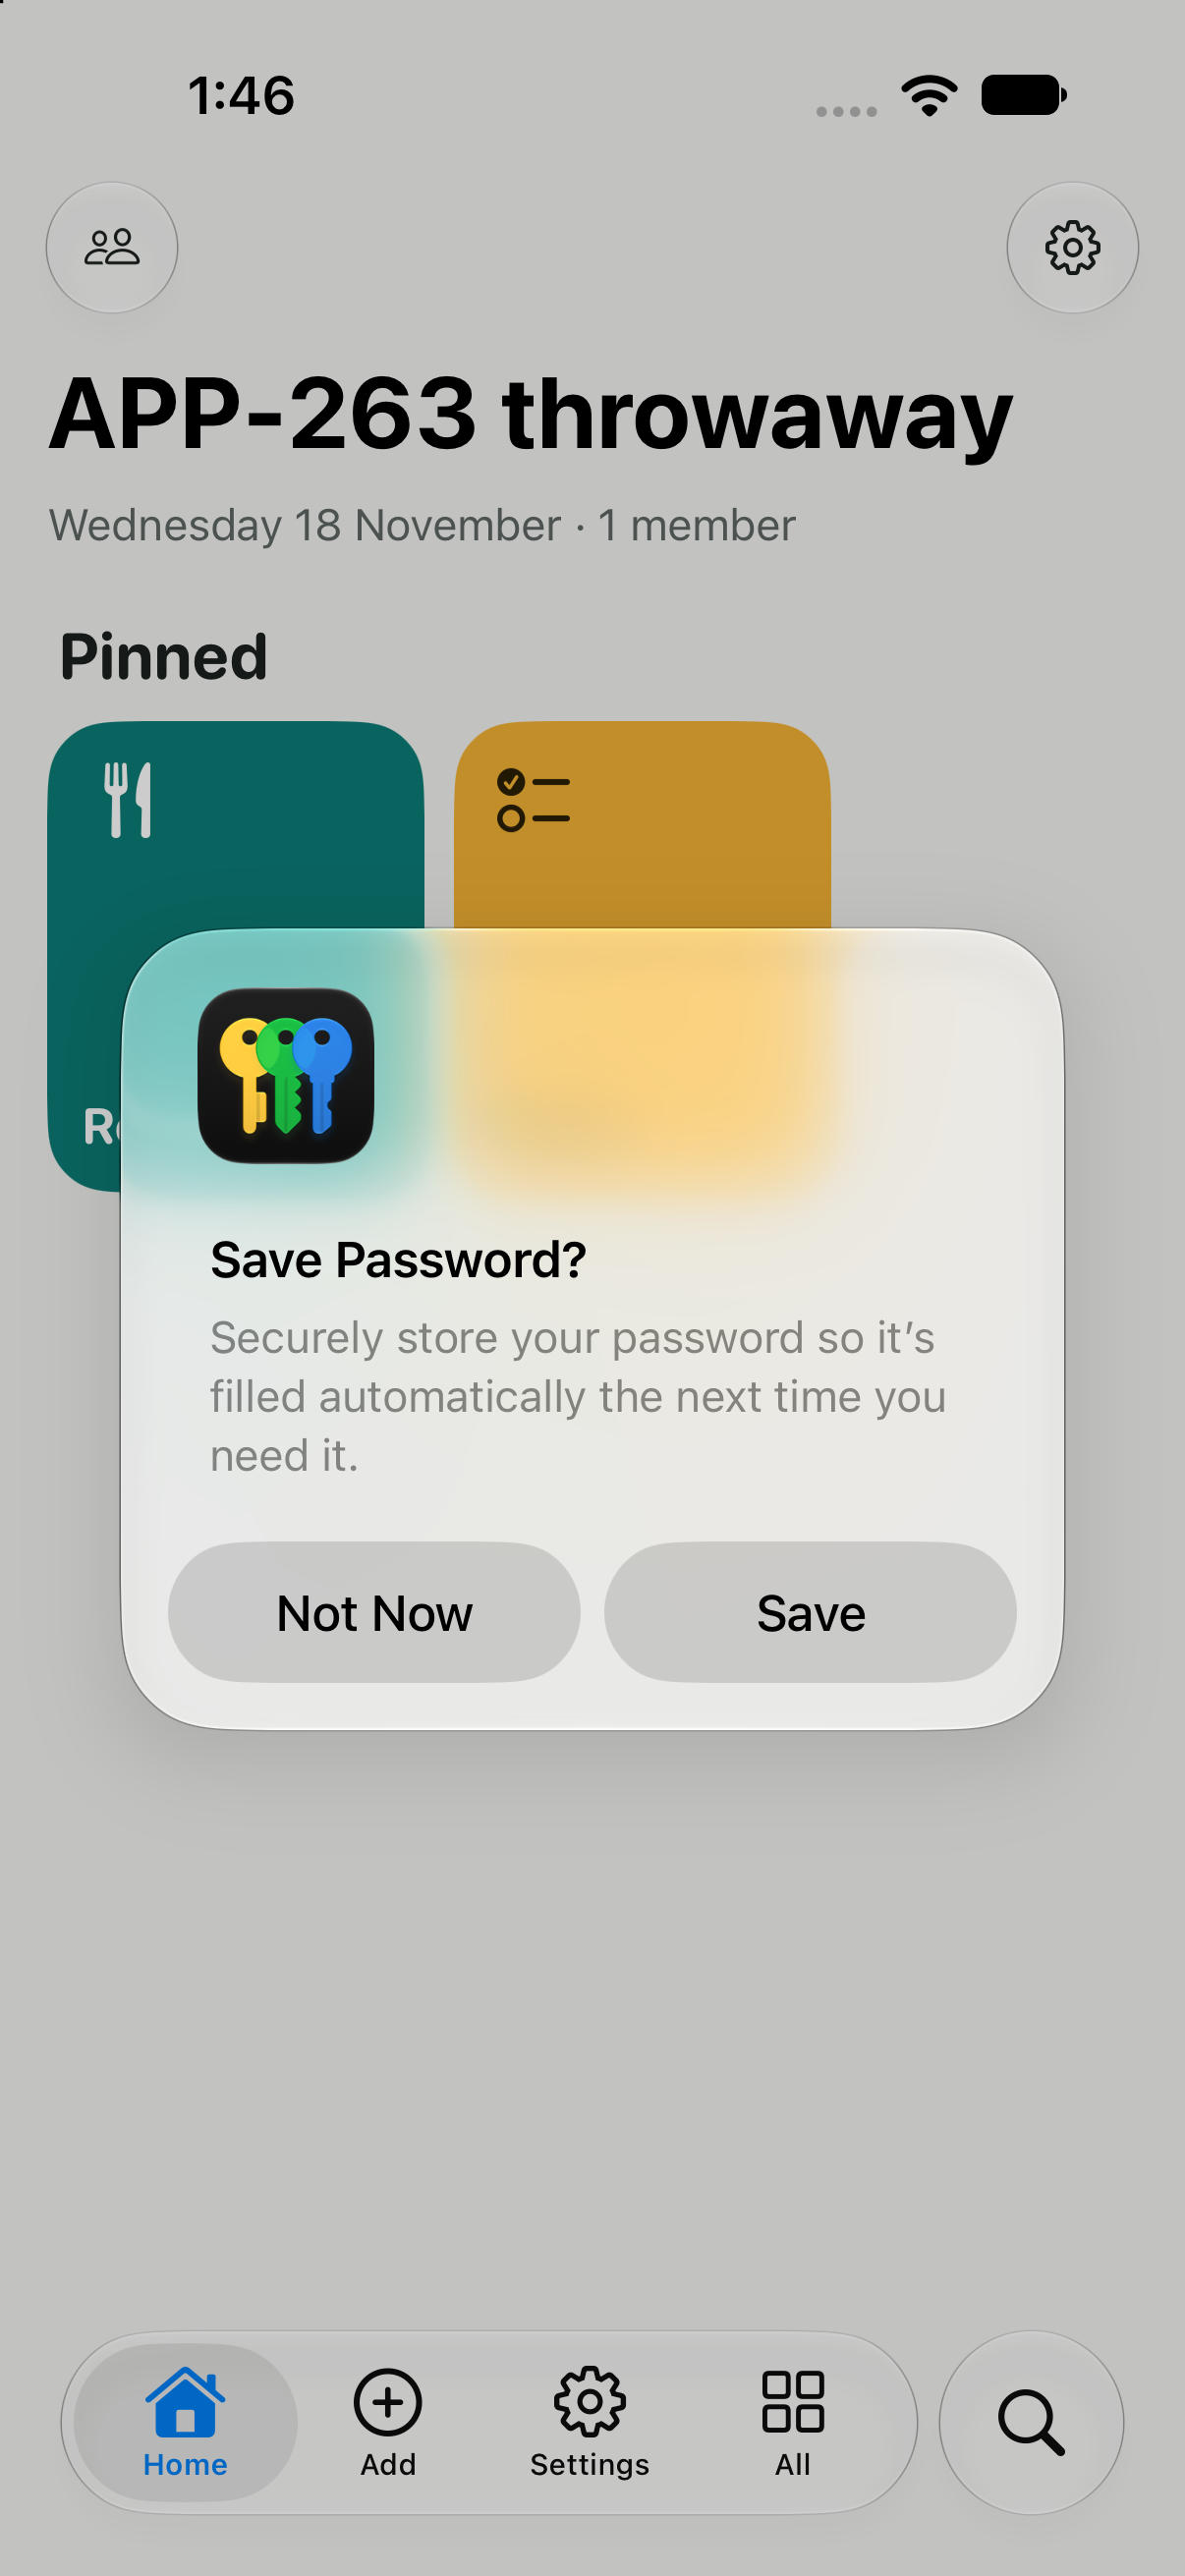 1:46
APP-263 throwaway
Wednesday 18 November · 1 member
Pinned
Save Password?
Securely store your password so it’s
filled automatically the next time you
need it.
Not Now
Save
Home
Add
Settings
All